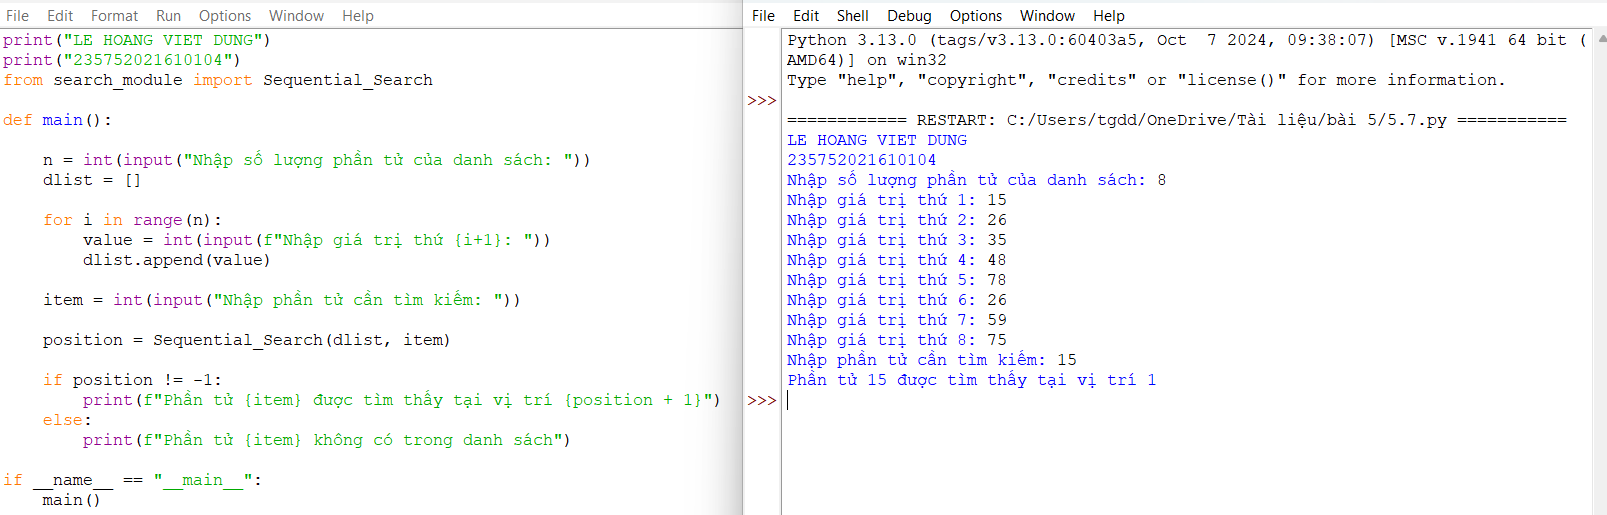 File Edit Format Run Options Window Help
print("LE HOANG VIET DUNG")
print("235752021610104")
from search_module import Sequential_Search
def main():
    n = int(input("Nhập số lượng phần tử của danh sách: "))
    dlist = []
    for i in range(n):
        value = int(input(f"Nhập giá trị thứ {i+1}: "))
        dlist.append(value)
    item = int(input("Nhập phần tử cần tìm kiếm: "))
    position = Sequential_Search(dlist, item)
    if position != -1:
        print(f"Phần tử {item} được tìm thấy tại vị trí {position + 1}")
    else:
        print(f"Phần tử {item} không có trong danh sách")
if __name__ == "__main__":
    main()
File Edit Shell Debug Options Window Help
Python 3.13.0 (tags/v3.13.0:60403a5, Oct  7 2024, 09:38:07) [MSC v.1941 64 bit (
AMD64)] on win32
Type "help", "copyright", "credits" or "license()" for more information.
>>>
============ RESTART: C:/Users/tgdd/OneDrive/Tài liệu/bài 5/5.7.py ===========
LE HOANG VIET DUNG
235752021610104
Nhập số lượng phần tử của danh sách: 8
Nhập giá trị thứ 1: 15
Nhập giá trị thứ 2: 26
Nhập giá trị thứ 3: 35
Nhập giá trị thứ 4: 48
Nhập giá trị thứ 5: 78
Nhập giá trị thứ 6: 26
Nhập giá trị thứ 7: 59
Nhập giá trị thứ 8: 75
Nhập phần tử cần tìm kiếm: 15
Phần tử 15 được tìm thấy tại vị trí 1
>>>